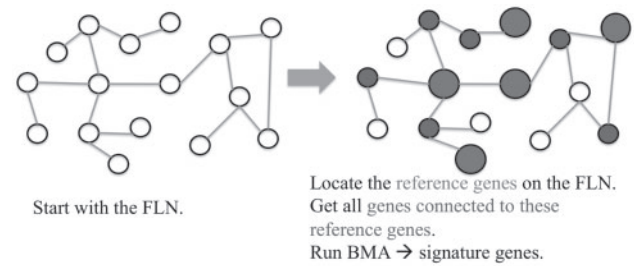 Start with the FLN.
Locate the reference genes on the FLN.
Get all genes connected to these
reference genes.
Run BMA → signature genes.